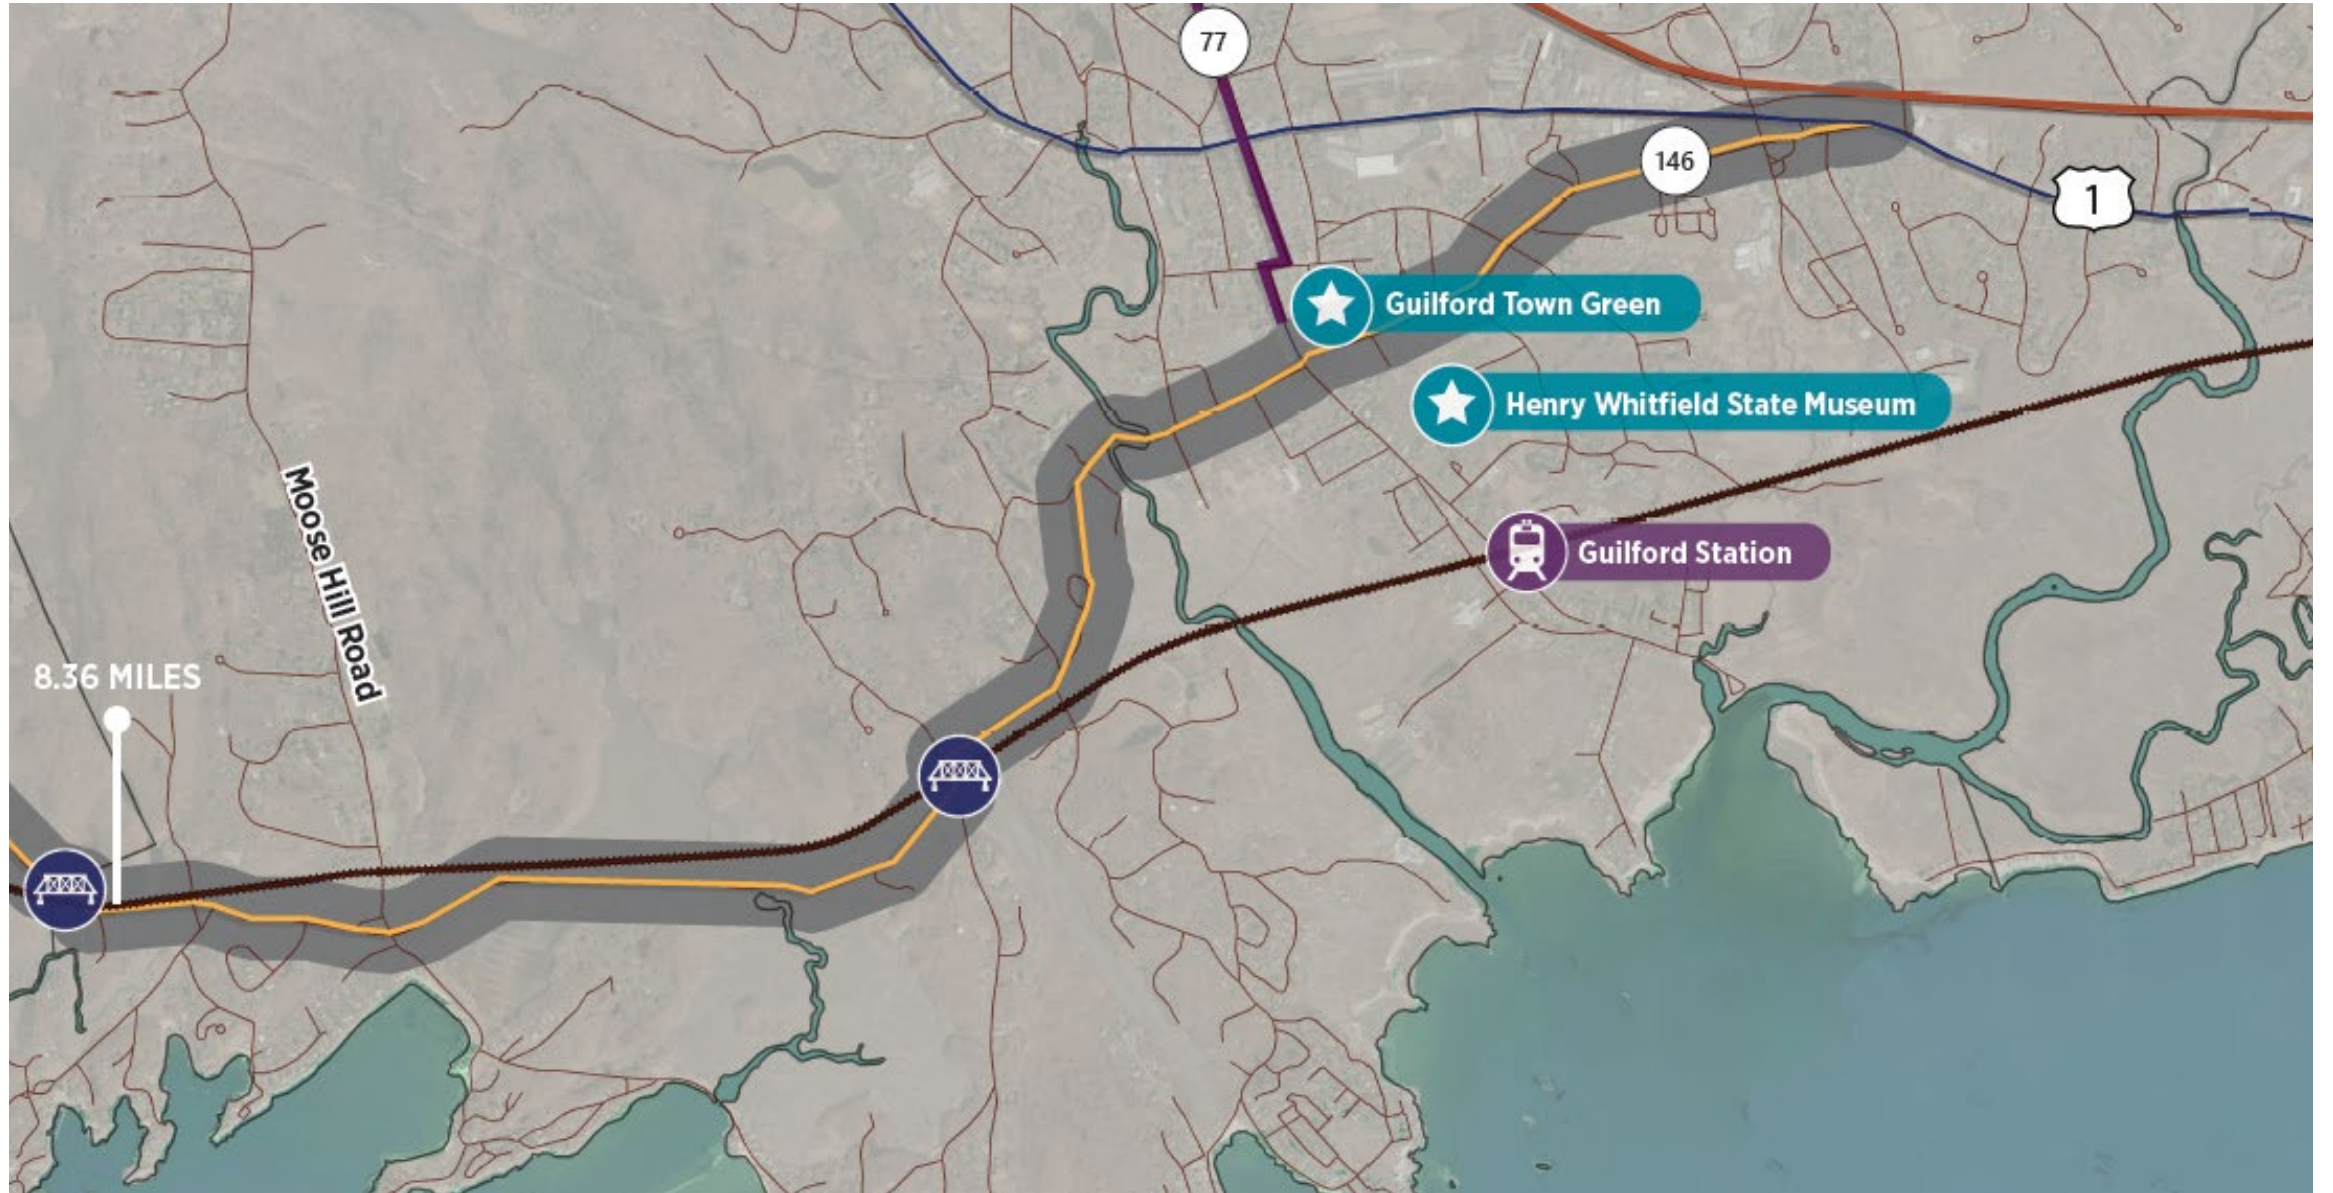 77
146
1
Guilford Town Green
Henry Whitfield State Museum
Moose Hill Road
Guilford Station
8.36 MILES